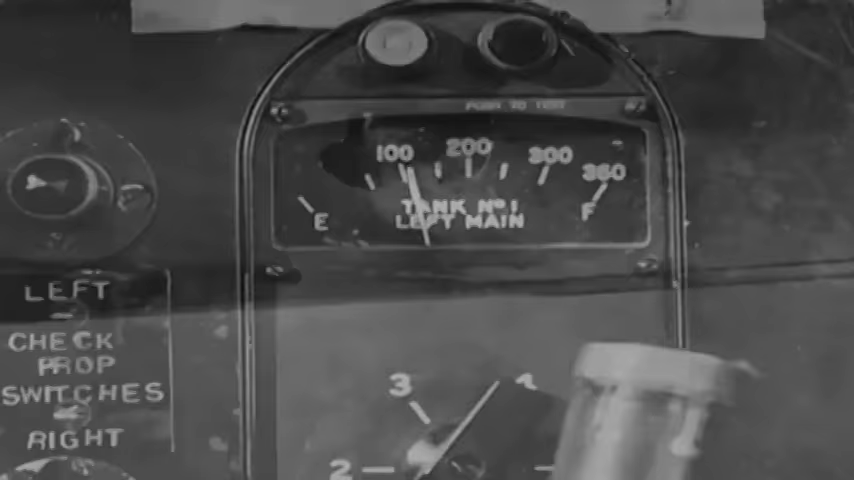 PUSH TO TEST
100 200 300 360
E TANK Nº 1 F
LEFT MAIN
LEFT
CHECK
PROP
SWITCHES
RIGHT
3 4
2